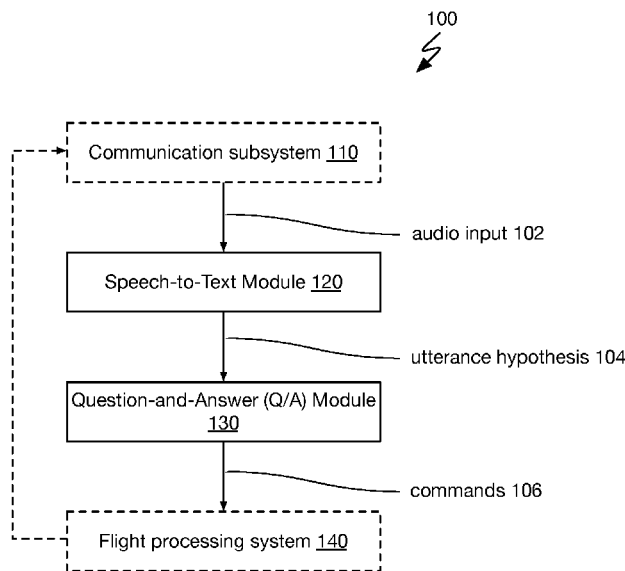 100
Communication subsystem 110
audio input 102
Speech-to-Text Module 120
utterance hypothesis 104
Question-and-Answer (Q/A) Module
130
commands 106
Flight processing system 140